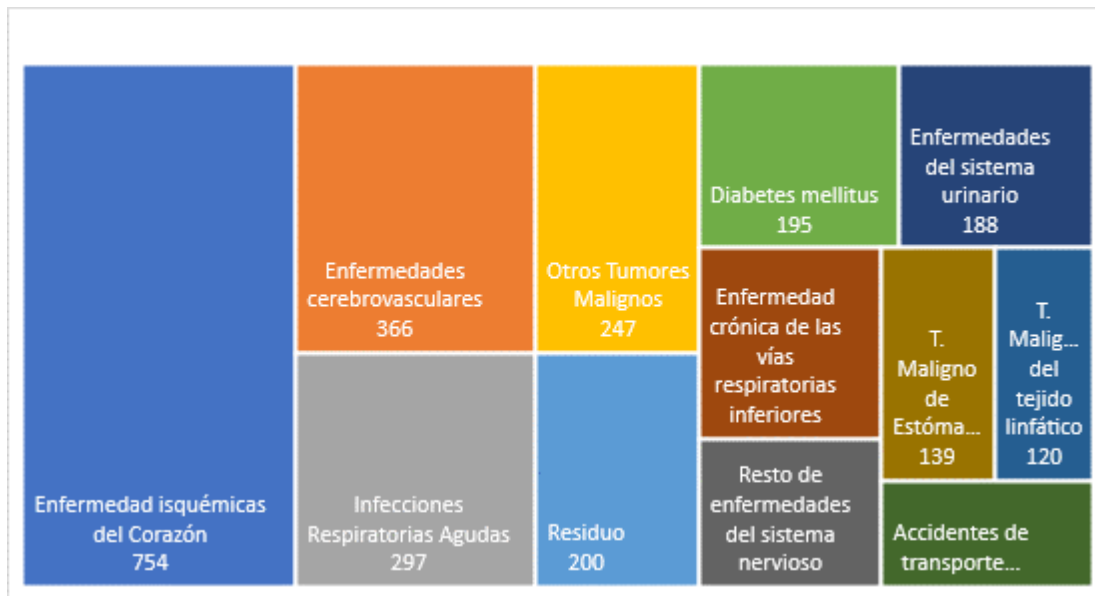 Enfermedad isquémicas
del Corazón
754
Enfermedades
cerebrovasculares
366
Infecciones
Respiratorias Agudas
297
Otros Tumores
Malignos
247
Residuo
200
Diabetes mellitus
195
Enfermedades
del sistema
urinario
188
Enfermedad
crónica de las
vías
respiratorias
inferiores
Resto de
enfermedades
del sistema
nervioso
T.
Maligno
de
Estóma...
139
T.
Malig...
del
tejido
linfático
120
Accidentes de
transporte...